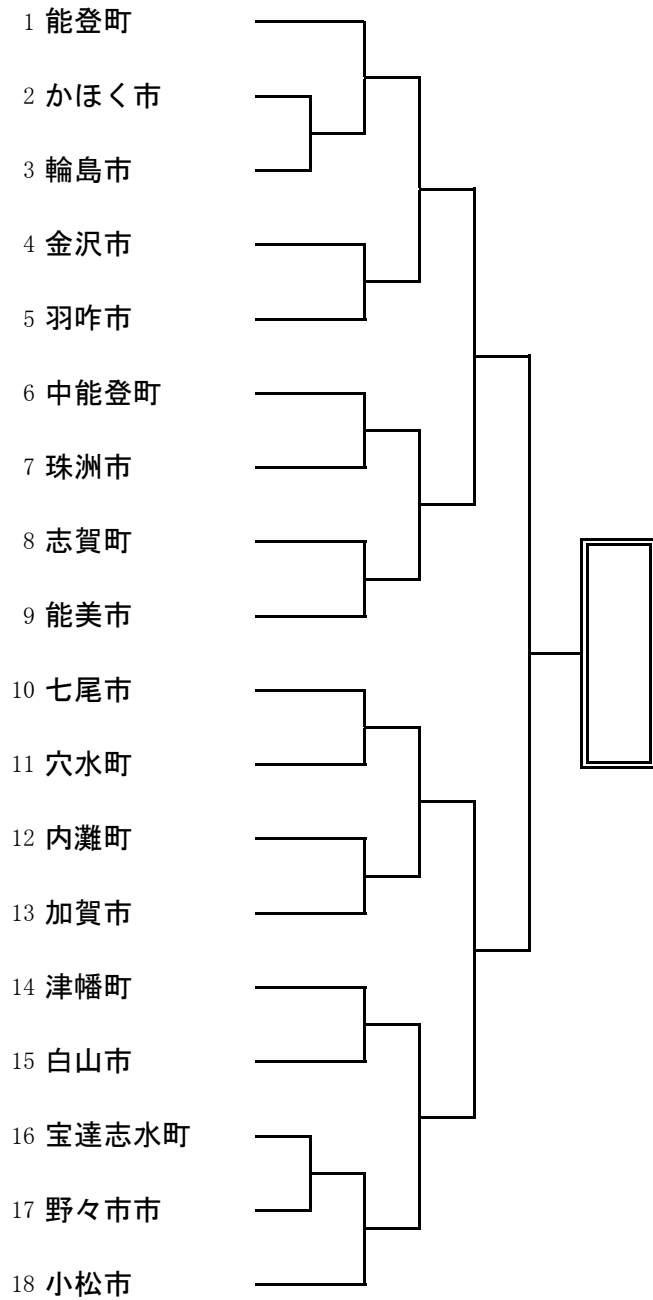 1 能登町
2 かほく市
3 輪島市
4 金沢市
5 羽咋市
6 中能登町
7 珠洲市
8 志賀町
9 能美市
10 七尾市
11 穴水町
12 内灘町
13 加賀市
14 津幡町
15 白山市
16 宝達志水町
17 野々市市
18 小松市